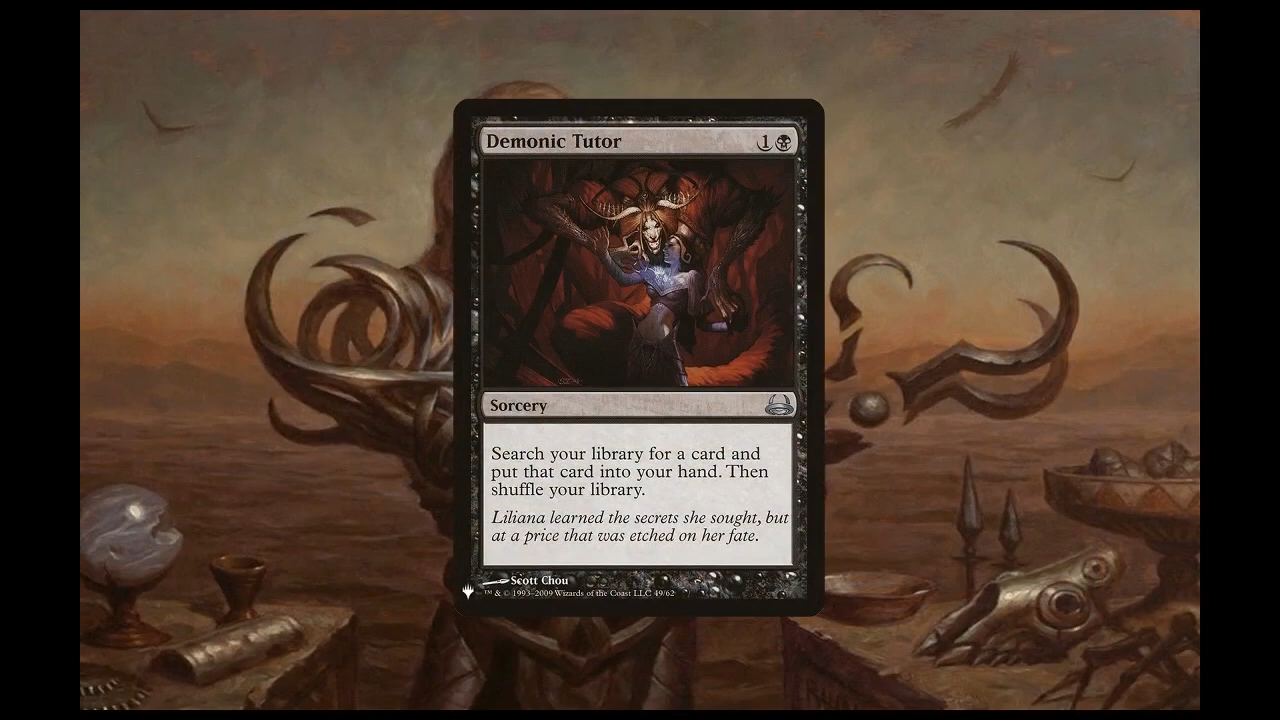 Demonic Tutor 1
Sorcery
Search your library for a card and
put that card into your hand. Then
shuffle your library.
Liliana learned the secrets she sought, but
at a price that was etched on her fate.
Scott Chou
™ & © 1993–2009 Wizards of the Coast LLC 49/62